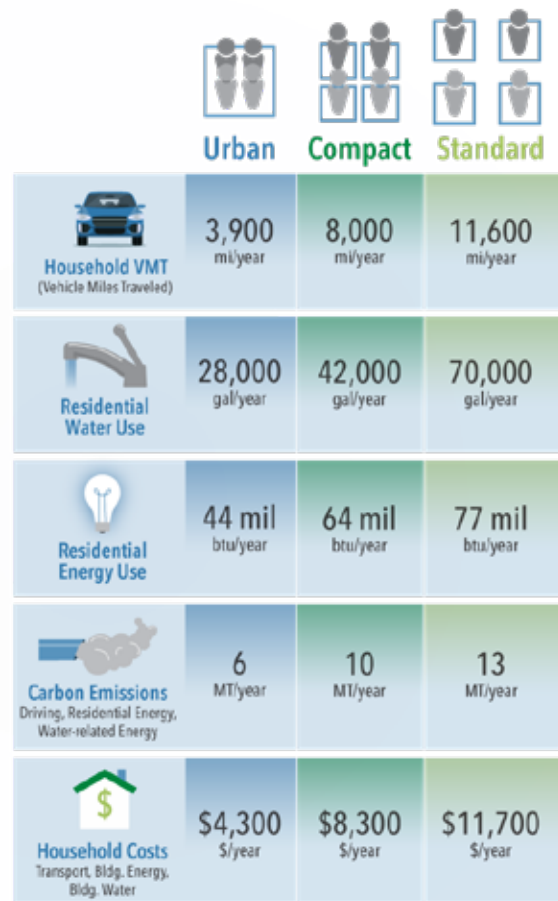 Urban Compact Standard
Household VMT
(Vehicle Miles Traveled)
3,900
mi/year
8,000
mi/year
11,600
mi/year
Residential
Water Use
28,000
gal/year
42,000
gal/year
70,000
gal/year
Residential
Energy Use
44 mil
btu/year
64 mil
btu/year
77 mil
btu/year
Carbon Emissions
Driving, Residential Energy,
Water-related Energy
6
MT/year
10
MT/year
13
MT/year
$
Household Costs
Transport, Bldg. Energy,
Bldg. Water
$4,300
$/year
$8,300
$/year
$11,700
$/year